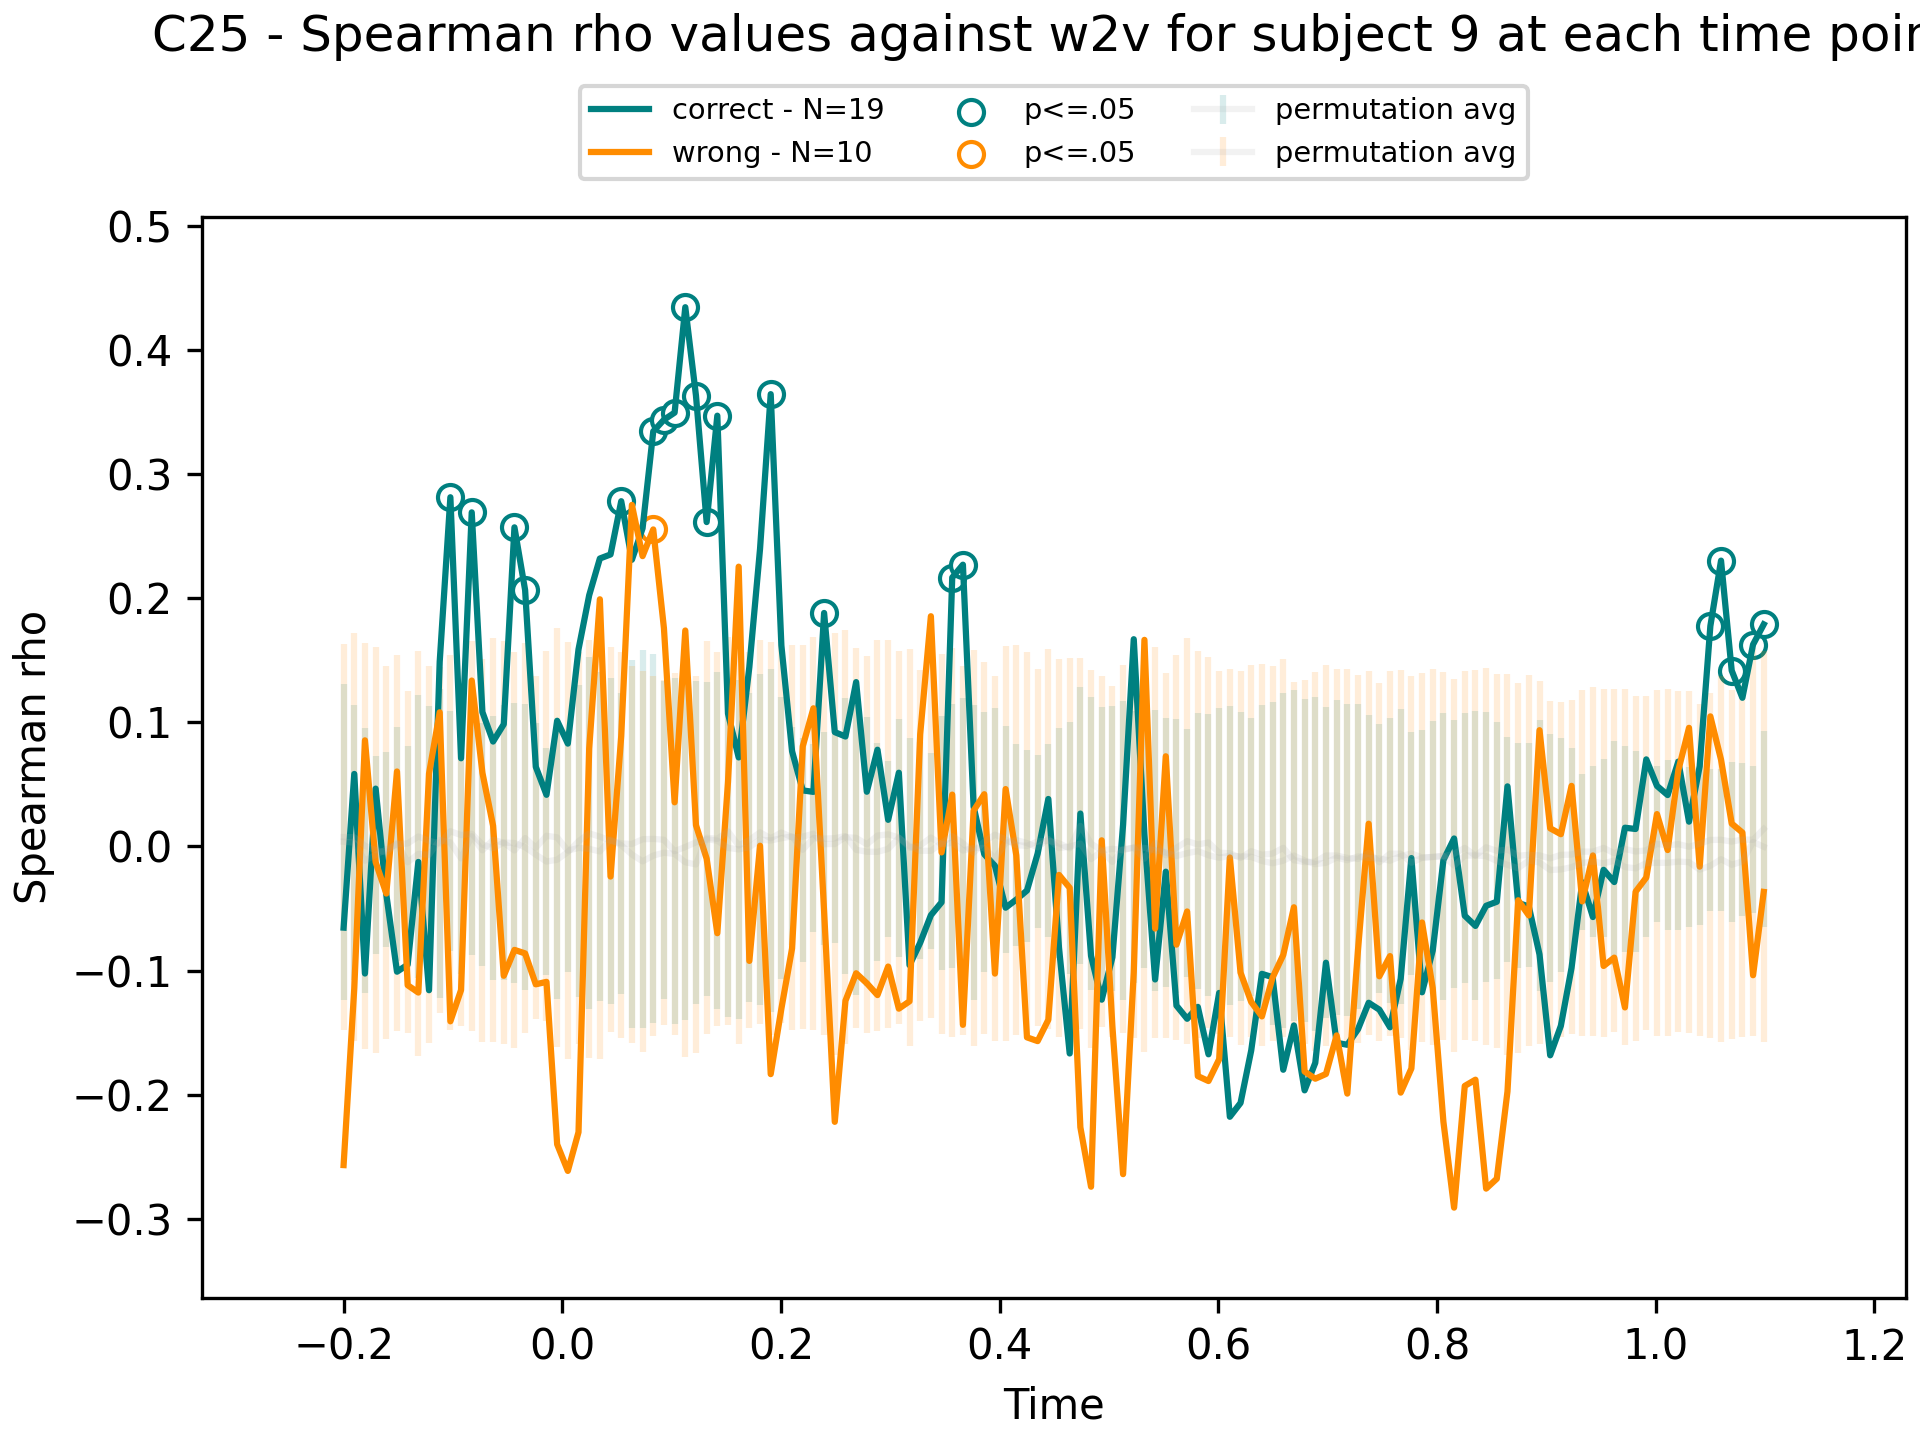 C25 - Spearman rho values against w2v for subject 9 at each time poin
correct - N=19
wrong - N=10
p<=.05
p<=.05
permutation avg
permutation avg
0.5
0.4
0.3
0.2
0.1
0.0
−0.1
−0.2
−0.3
Spearman rho
−0.2 0.0 0.2 0.4 0.6 0.8 1.0 1.2
Time